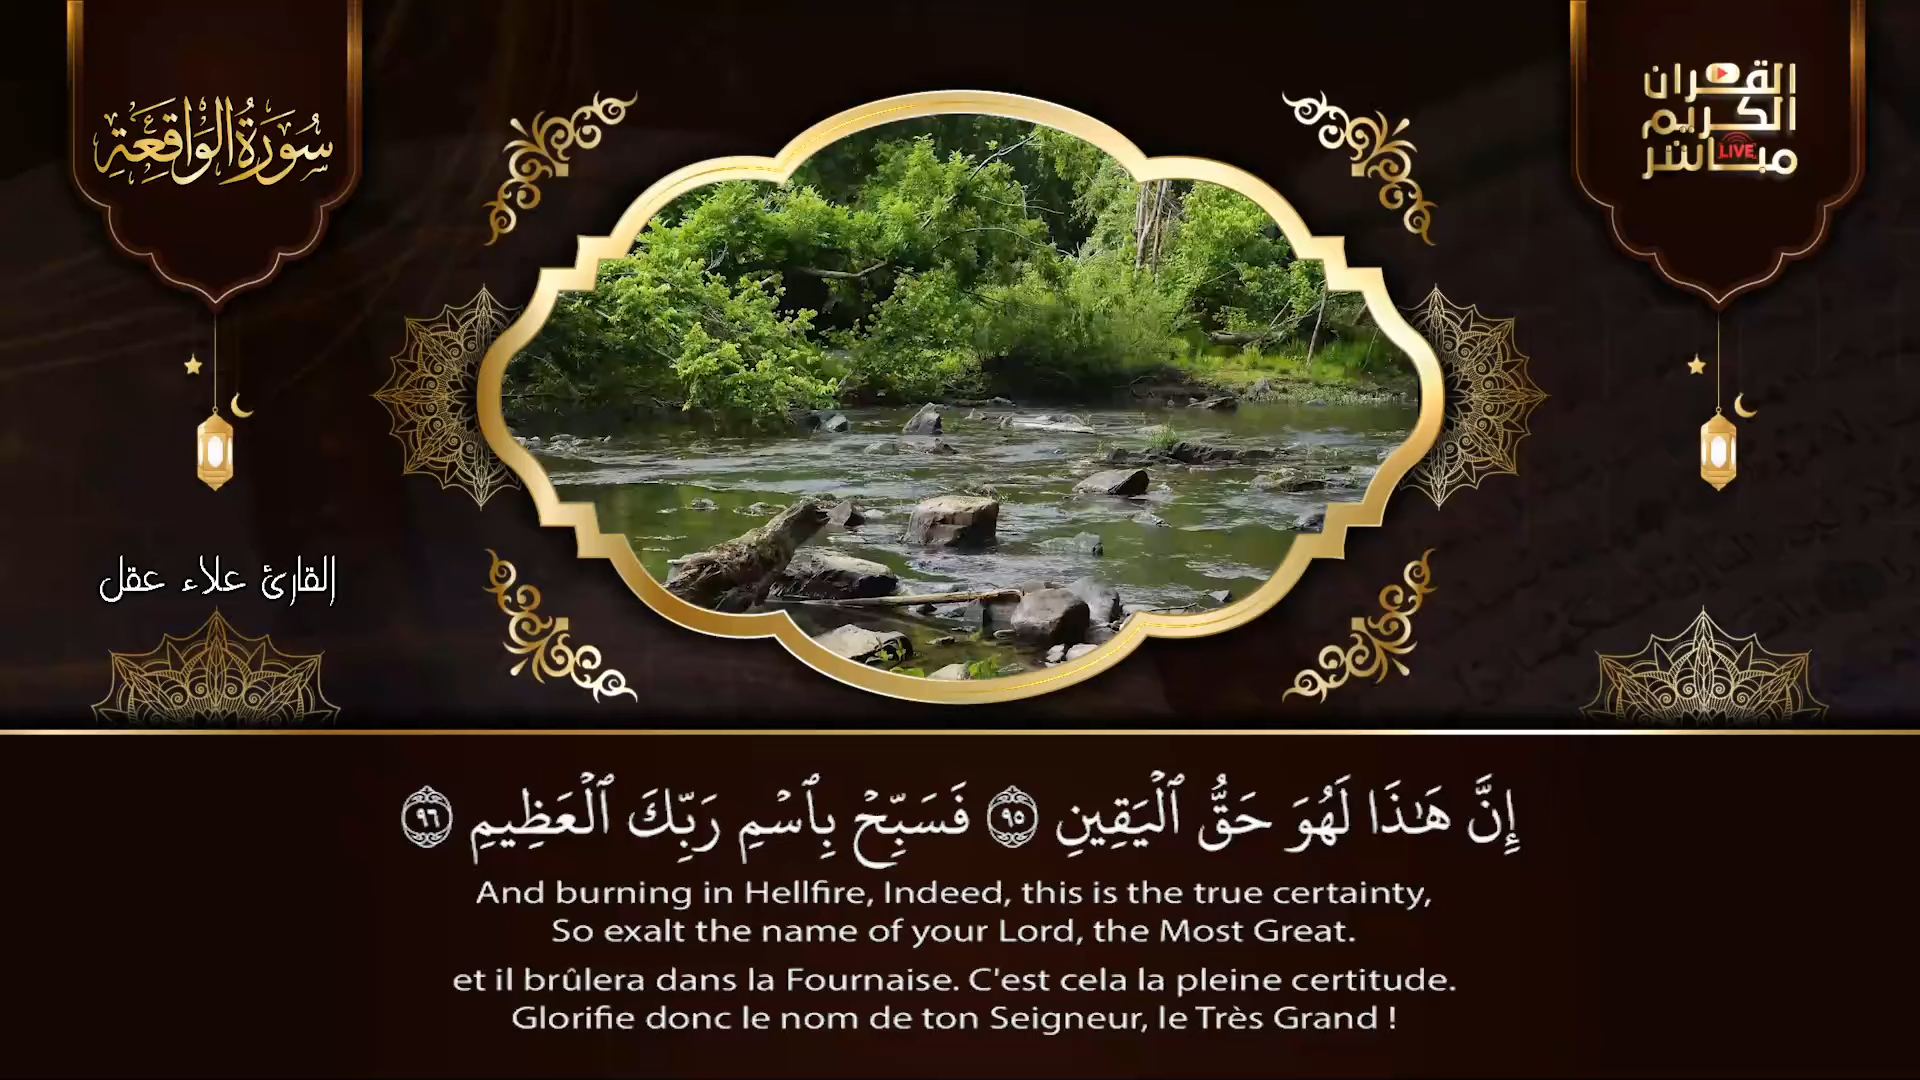 سُورَةُ الوَاقِعَةِ
القرآن
الكريم
مباشر
LIVE
القارئ علاء عقل
إِنَّ هَٰذَا لَهُوَ حَقُّ ٱلْيَقِينِ ٩٥ فَسَبِّحْ بِٱسْمِ رَبِّكَ ٱلْعَظِيمِ ٩٦
And burning in Hellfire, Indeed, this is the true certainty,
So exalt the name of your Lord, the Most Great.
et il brûlera dans la Fournaise. C'est cela la pleine certitude.
Glorifie donc le nom de ton Seigneur, le Très Grand !